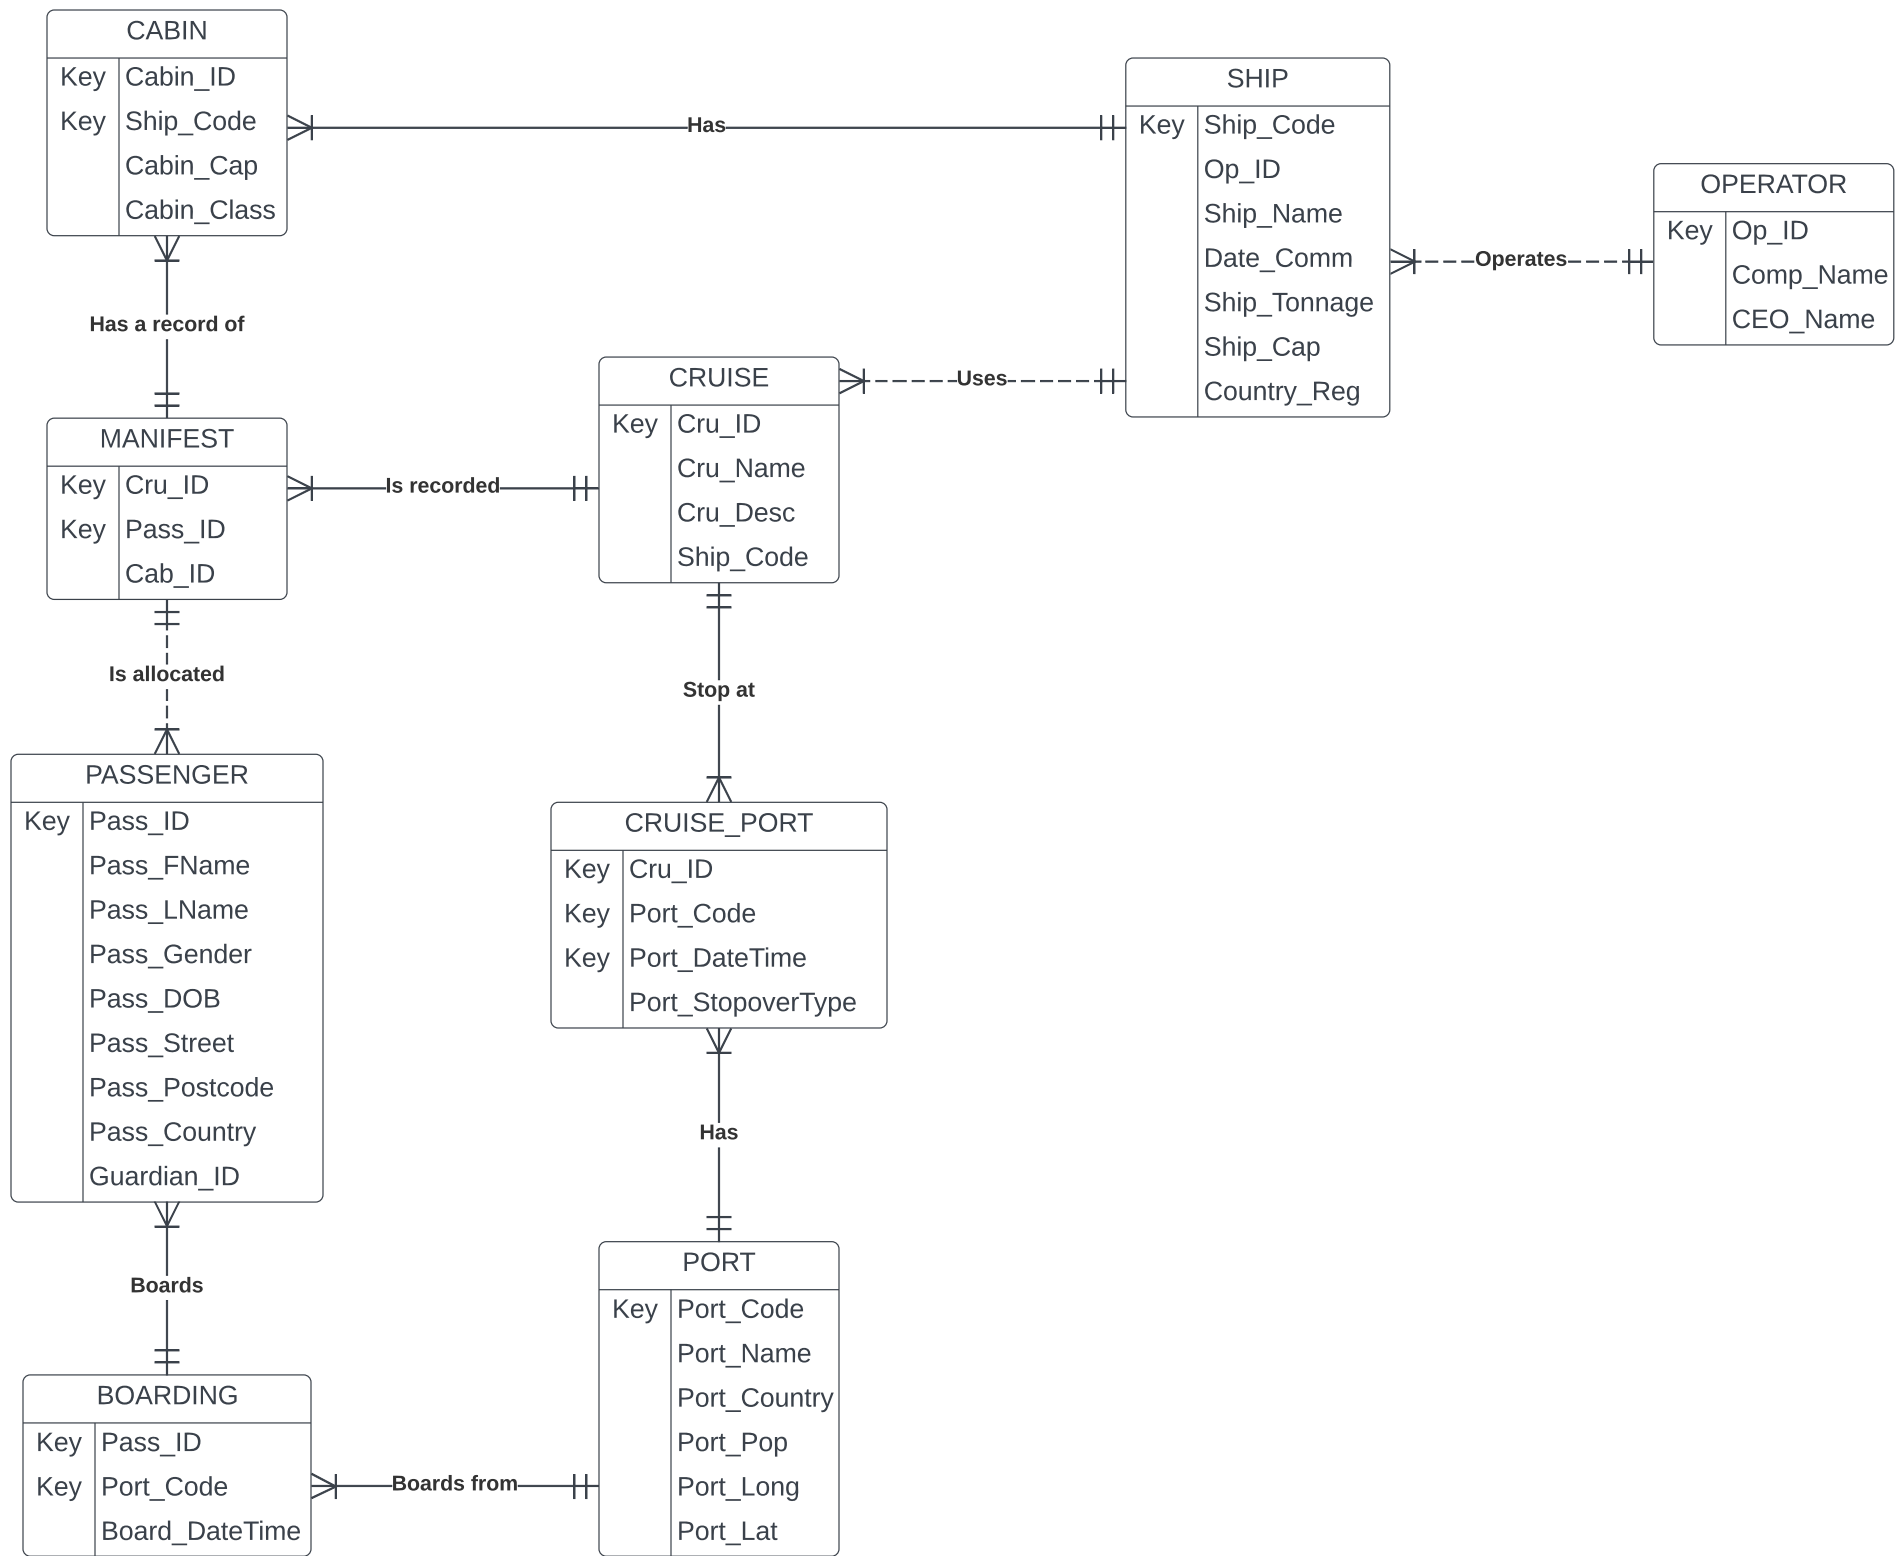 CABIN
Key Cabin_ID
Key Ship_Code
Cabin_Cap
Cabin_Class
Has
SHIP
Key Ship_Code
Op_ID
Ship_Name
Date_Comm
Ship_Tonnage
Ship_Cap
Country_Reg
Operates
OPERATOR
Key Op_ID
Comp_Name
CEO_Name
Has a record of
Uses
MANIFEST
Key Cru_ID
Key Pass_ID
Cab_ID
Is recorded
CRUISE
Key Cru_ID
Cru_Name
Cru_Desc
Ship_Code
Is allocated
Stop at
PASSENGER
Key Pass_ID
Pass_FName
Pass_LName
Pass_Gender
Pass_DOB
Pass_Street
Pass_Postcode
Pass_Country
Guardian_ID
CRUISE_PORT
Key Cru_ID
Key Port_Code
Key Port_DateTime
Port_StopoverType
Has
Boards
BOARDING
Key Pass_ID
Key Port_Code
Board_DateTime
Boards from
PORT
Key Port_Code
Port_Name
Port_Country
Port_Pop
Port_Long
Port_Lat